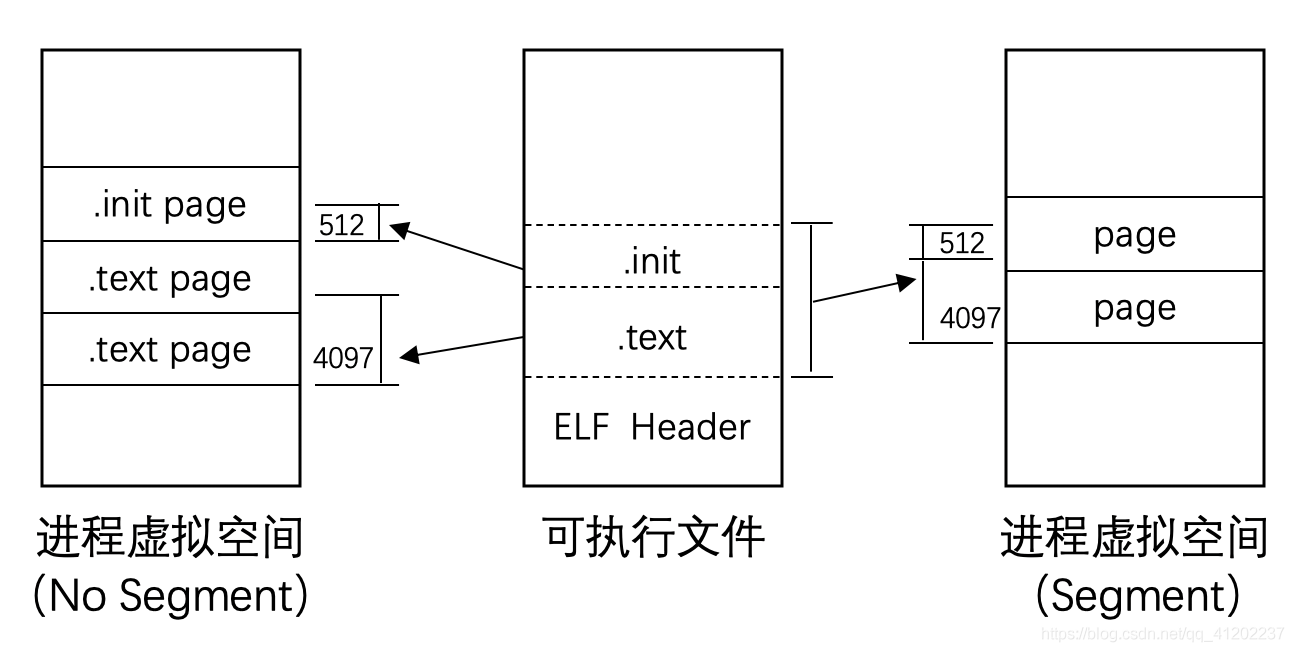 .init page
.text page
.text page
512
4097
.init
.text
ELF Header
512
4097
page
page
进程虚拟空间
(No Segment)
可执行文件
进程虚拟空间
(Segment)
https://blog.csdn.net/qq_41202237